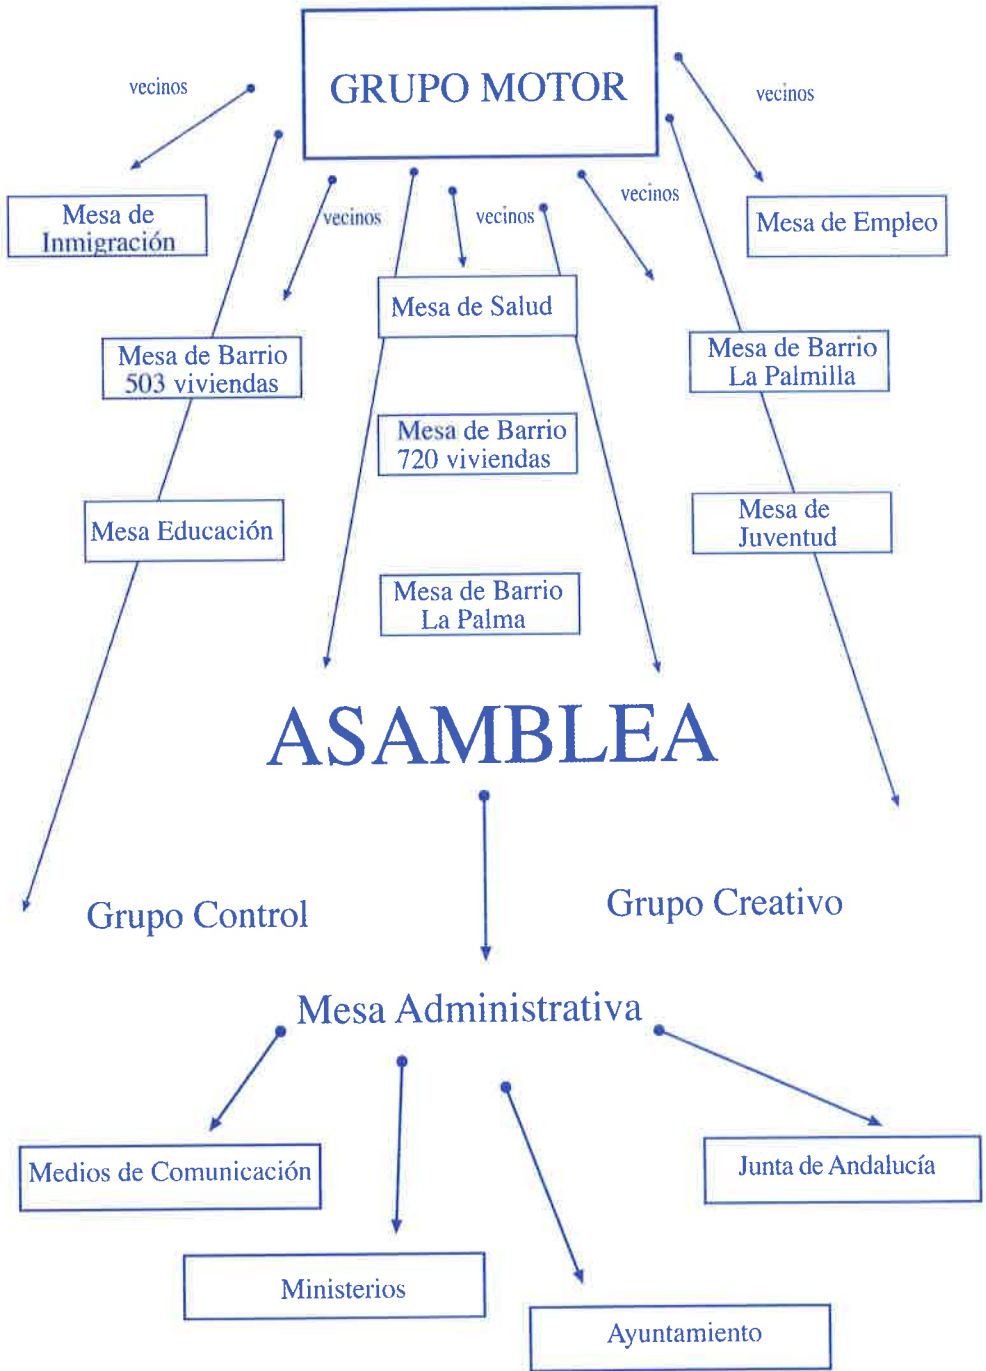 GRUPO MOTOR
vecinos
vecinos
vecinos
vecinos
vecinos
Mesa de
Inmigración
Mesa de Empleo
Mesa de Salud
Mesa de Barrio
503 viviendas
Mesa de Barrio
La Palmilla
Mesa de Barrio
720 viviendas
Mesa Educación
Mesa de
Juventud
Mesa de Barrio
La Palma
ASAMBLEA
Grupo Control
Grupo Creativo
Mesa Administrativa
Medios de Comunicación
Junta de Andalucía
Ministerios
Ayuntamiento